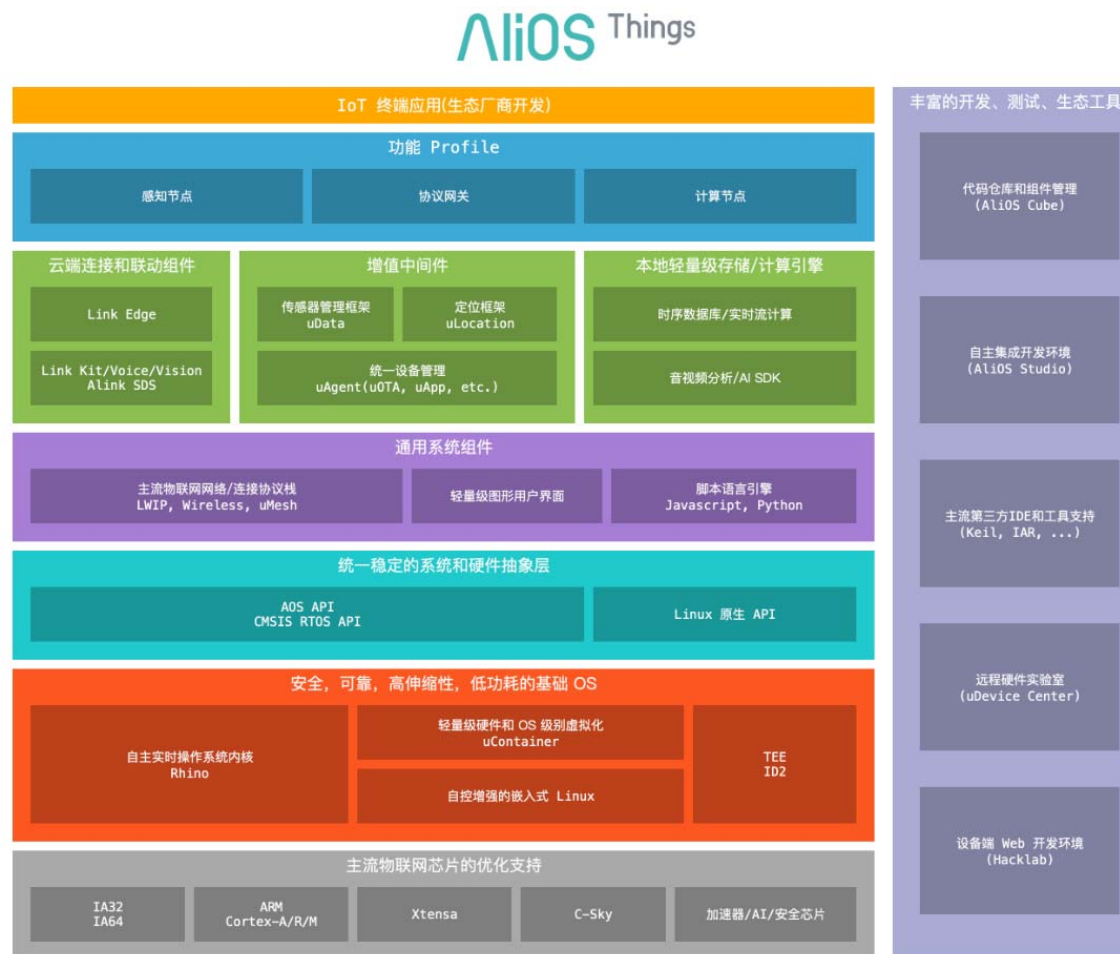 AliOS Things
IoT 终端应用(生态厂商开发)
功能 Profile
感知节点
协议网关
计算节点
云端连接和联动组件
Link Edge
Link Kit/Voice/Vision
Alink SDS
增值中间件
传感器管理框架
uData
定位框架
uLocation
统一设备管理
uAgent(uOTA, uApp, etc.)
本地轻量级存储/计算引擎
时序数据库/实时流计算
音视频分析/AI SDK
通用系统组件
主流物联网网络/连接协议栈
LWIP, Wireless, uMesh
轻量级图形用户界面
脚本语言引擎
Javascript, Python
统一稳定的系统和硬件抽象层
AOS API
CMSIS RTOS API
Linux 原生 API
安全，可靠，高伸缩性，低功耗的基础 OS
自主实时操作系统内核
Rhino
轻量级硬件和 OS 级别虚拟化
uContainer
自控增强的嵌入式 Linux
TEE
ID2
主流物联网芯片的优化支持
IA32
IA64
ARM
Cortex-A/R/M
Xtensa
C-Sky
加速器/AI/安全芯片
丰富的开发、测试、生态工具
代码仓库和组件管理
(AliOS Cube)
自主集成开发环境
(AliOS Studio)
主流第三方IDE和工具支持
(Keil, IAR, ...)
远程硬件实验室
(uDevice Center)
设备端 Web 开发环境
(Hacklab)